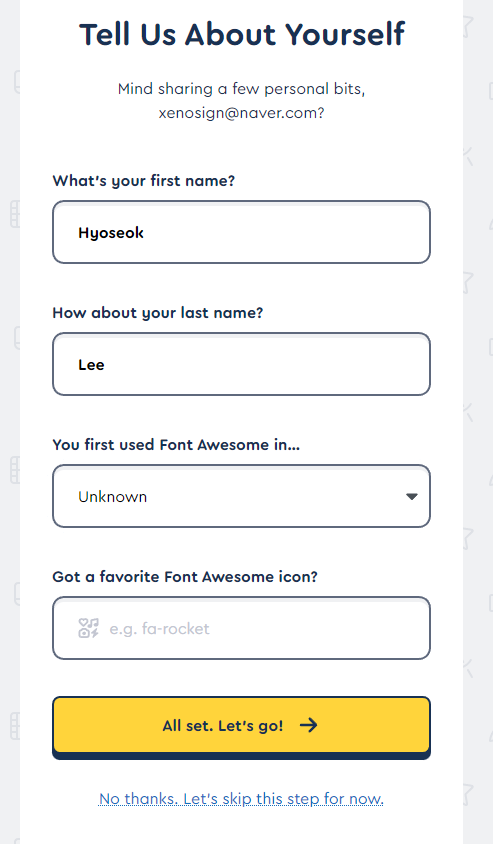 Tell Us About Yourself
Mind sharing a few personal bits,
xenosign@naver.com?
What's your first name?
Hyoseok
How about your last name?
Lee
You first used Font Awesome in...
Unknown
Got a favorite Font Awesome icon?
e.g. fa-rocket
All set. Let's go!
No thanks. Let's skip this step for now.